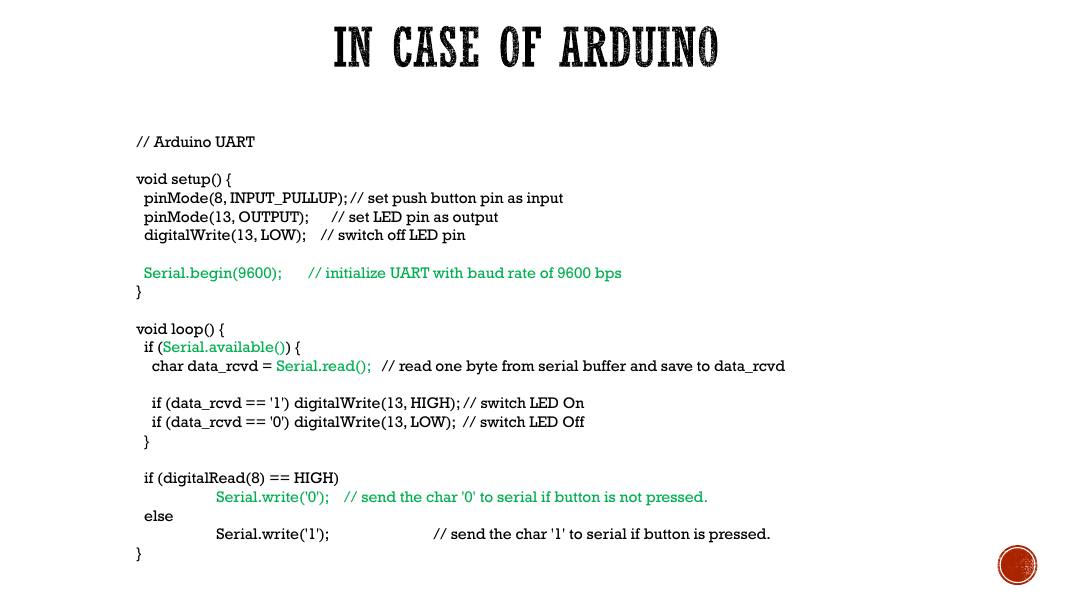 IN CASE OF ARDUINO
// Arduino UART
void setup() {
pinMode(8, INPUT_PULLUP); // set push button pin as input
pinMode(13, OUTPUT); // set LED pin as output
digitalWrite(13, LOW); // switch off LED pin
Serial.begin(9600); // initialize UART with baud rate of 9600 bps
}
void loop() {
if (Serial.available()) {
char data_rcvd = Serial.read(); // read one byte from serial buffer and save to data_rcvd
if (data_rcvd == '1') digitalWrite(13, HIGH); // switch LED On
if (data_rcvd == '0') digitalWrite(13, LOW); // switch LED Off
}
if (digitalRead(8) == HIGH)
Serial.write('0'); // send the char '0' to serial if button is not pressed.
else
Serial.write('1'); // send the char '1' to serial if button is pressed.
}